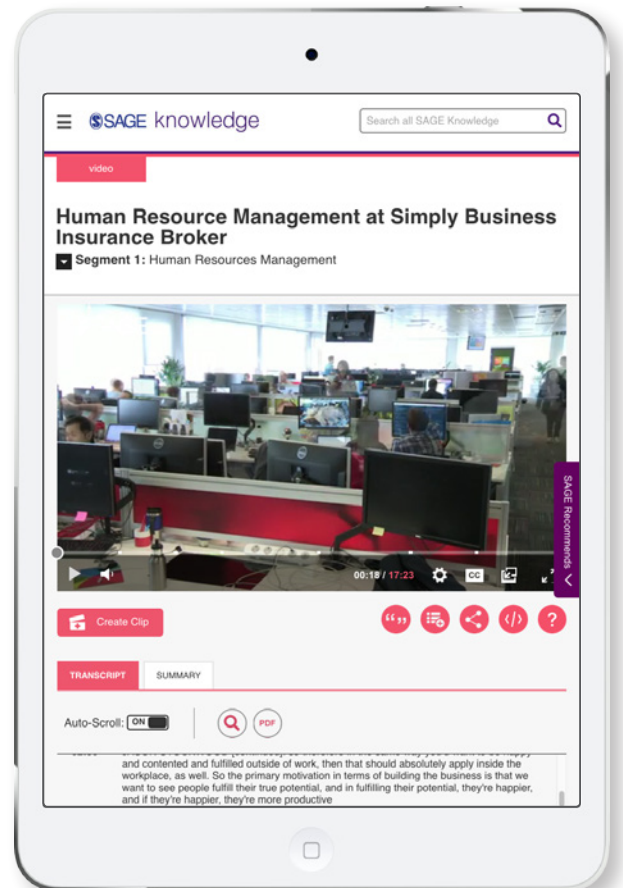 SAGE knowledge
Search all SAGE Knowledge
video
Human Resource Management at Simply Business
Insurance Broker
Segment 1: Human Resources Management
SAGE Recommends
00:18 / 17:23
CC
Create Clip
TRANSCRIPT
SUMMARY
Auto-Scroll: ON
PDF
and contented and fulfilled outside of work, then that should absolutely apply inside the
workplace, as well. So the primary motivation in terms of building the business is that we
want to see people fulfill their true potential, and in fulfilling their potential, they're happier,
and if they're happier, they're more productive